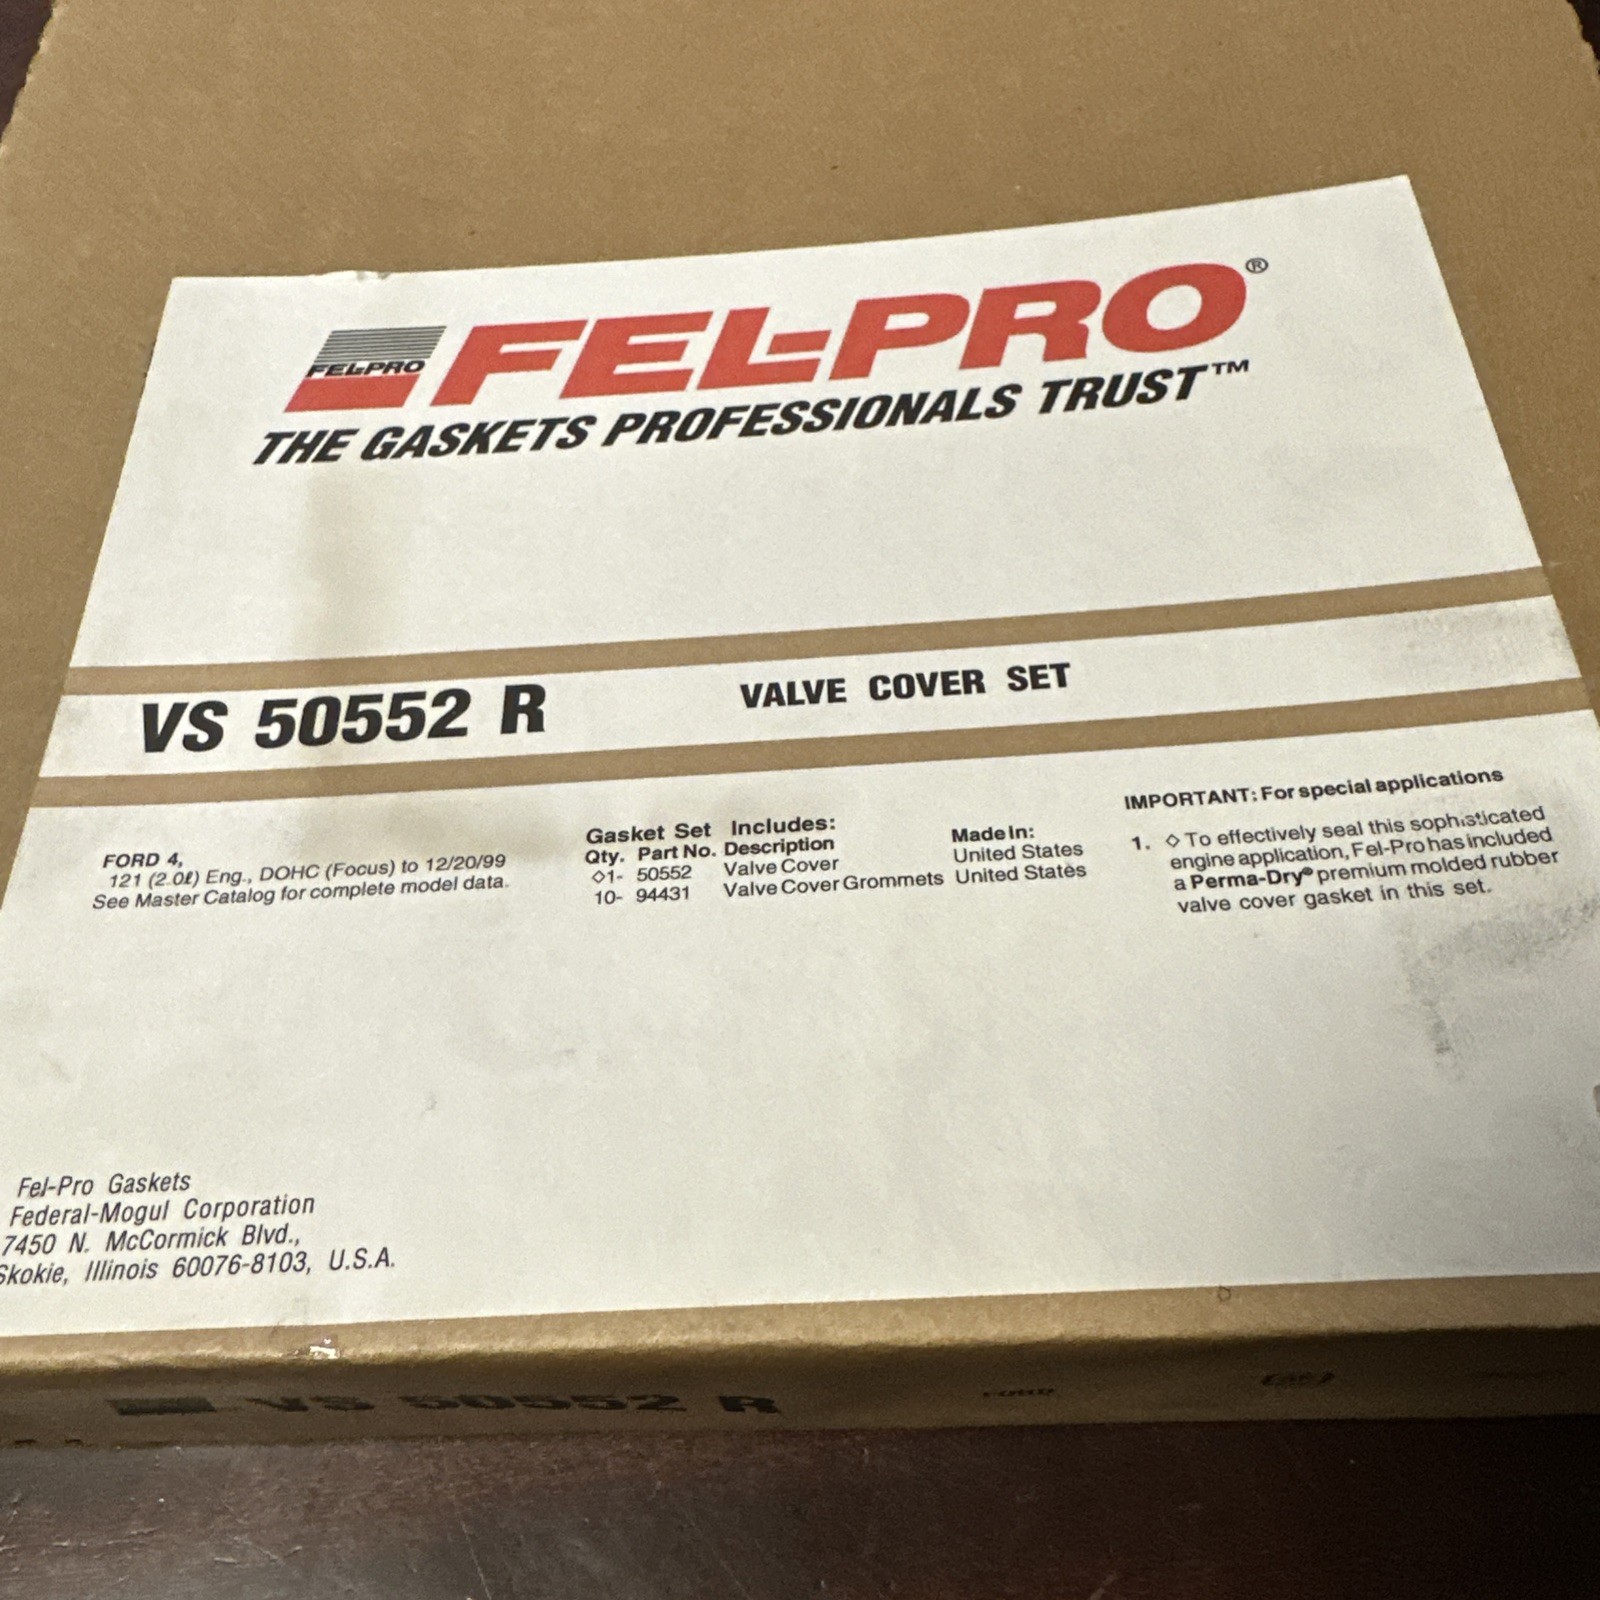 FEL-PRO
FEL-PRO®
THE GASKETS PROFESSIONALS TRUST™
VS 50552 R
VALVE COVER SET
FORD 4,
121 (2.0ℓ) Eng., DOHC (Focus) to 12/20/99
See Master Catalog for complete model data.
Gasket Set Includes:
Qty. Part No. Description Made In:
◇1- 50552 Valve Cover United States
10- 94431 Valve Cover Grommets United States
IMPORTANT: For special applications
1. ◇ To effectively seal this sophisticated
engine application, Fel-Pro has included
a Perma-Dry® premium molded rubber
valve cover gasket in this set.
Fel-Pro Gaskets
Federal-Mogul Corporation
7450 N. McCormick Blvd.,
Skokie, Illinois 60076-8103, U.S.A.
VS 50552 R
FORD